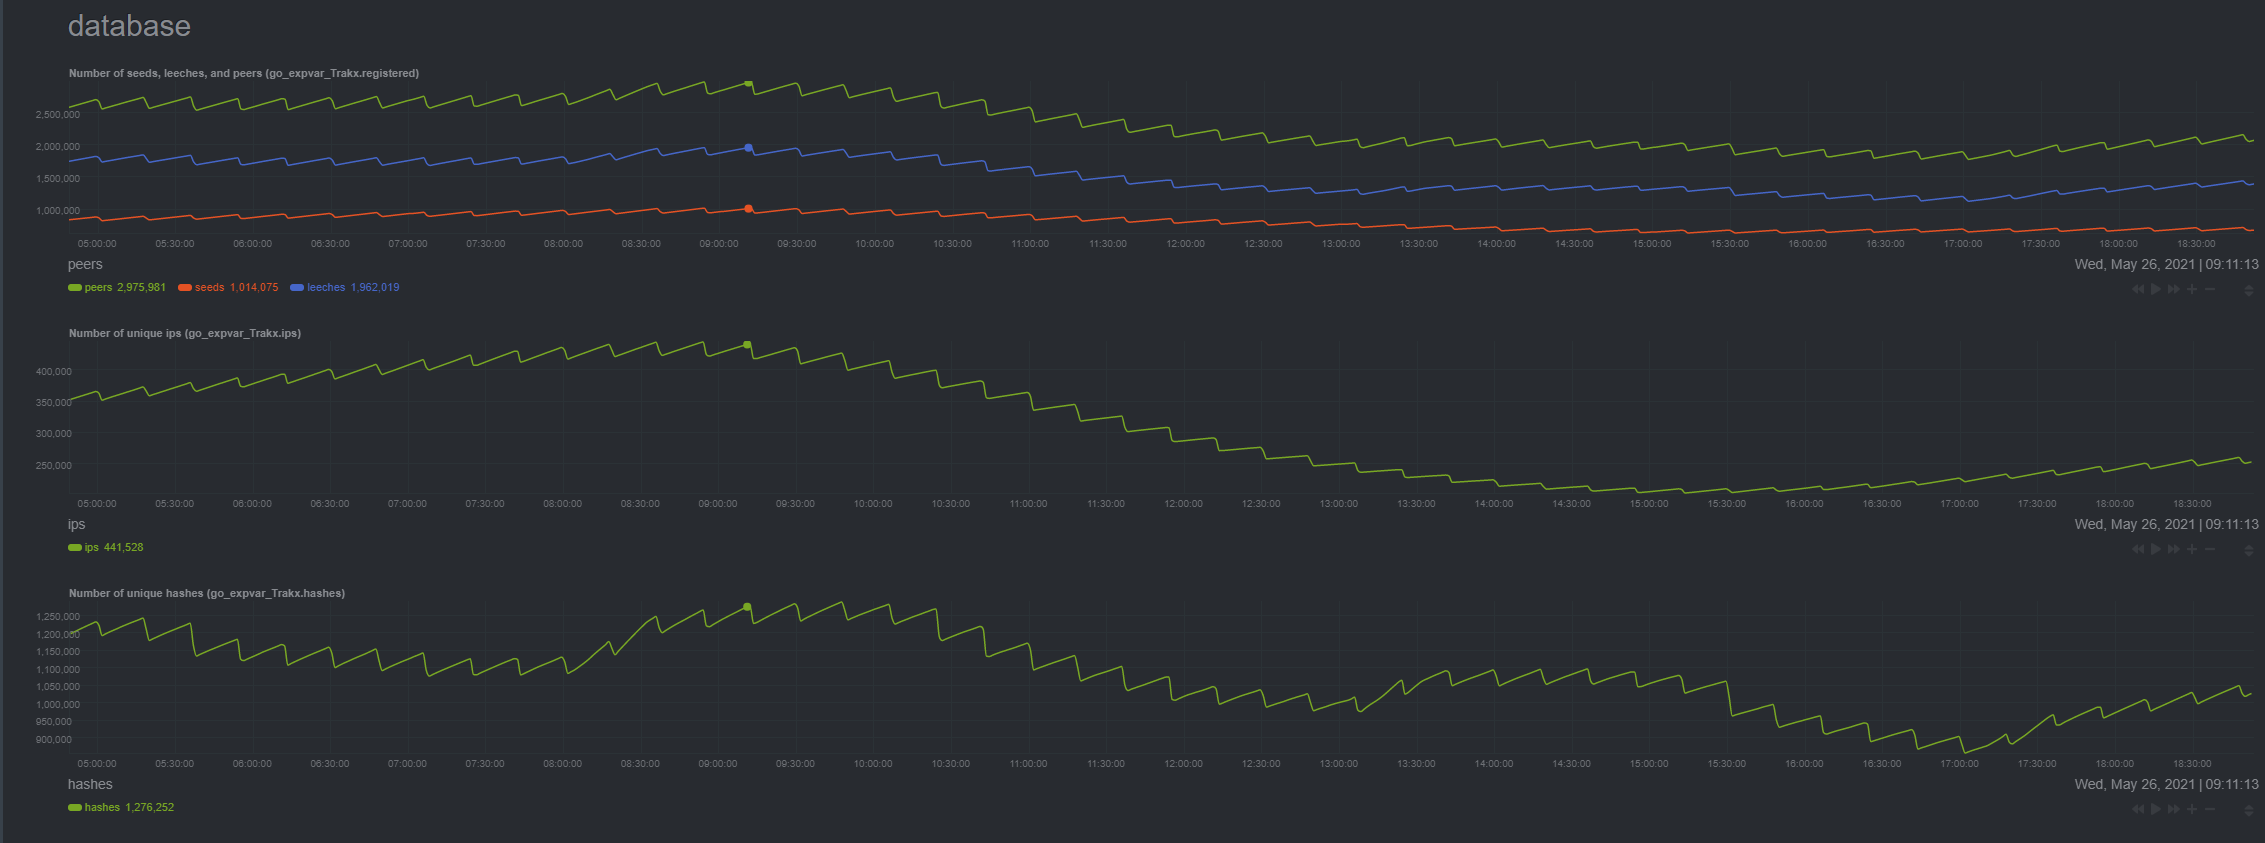 database
Number of seeds, leeches, and peers (go_expvar_Trakx.registered)
2,500,000
2,000,000
1,500,000
1,000,000
05:00:00 05:30:00 06:00:00 06:30:00 07:00:00 07:30:00 08:00:00 08:30:00 09:00:00 09:30:00 10:00:00 10:30:00 11:00:00 11:30:00 12:00:00 12:30:00 13:00:00 13:30:00 14:00:00 14:30:00 15:00:00 15:30:00 16:00:00 16:30:00 17:00:00 17:30:00 18:00:00 18:30:00
peers Wed, May 26, 2021 | 09:11:13
peers 2,975,981 seeds 1,014,075 leeches 1,962,019
Number of unique ips (go_expvar_Trakx.ips)
400,000
350,000
300,000
250,000
05:00:00 05:30:00 06:00:00 06:30:00 07:00:00 07:30:00 08:00:00 08:30:00 09:00:00 09:30:00 10:00:00 10:30:00 11:00:00 11:30:00 12:00:00 12:30:00 13:00:00 13:30:00 14:00:00 14:30:00 15:00:00 15:30:00 16:00:00 16:30:00 17:00:00 17:30:00 18:00:00 18:30:00
ips Wed, May 26, 2021 | 09:11:13
ips 441,528
Number of unique hashes (go_expvar_Trakx.hashes)
1,250,000
1,200,000
1,150,000
1,100,000
1,050,000
1,000,000
950,000
900,000
05:00:00 05:30:00 06:00:00 06:30:00 07:00:00 07:30:00 08:00:00 08:30:00 09:00:00 09:30:00 10:00:00 10:30:00 11:00:00 11:30:00 12:00:00 12:30:00 13:00:00 13:30:00 14:00:00 14:30:00 15:00:00 15:30:00 16:00:00 16:30:00 17:00:00 17:30:00 18:00:00 18:30:00
hashes Wed, May 26, 2021 | 09:11:13
hashes 1,276,252